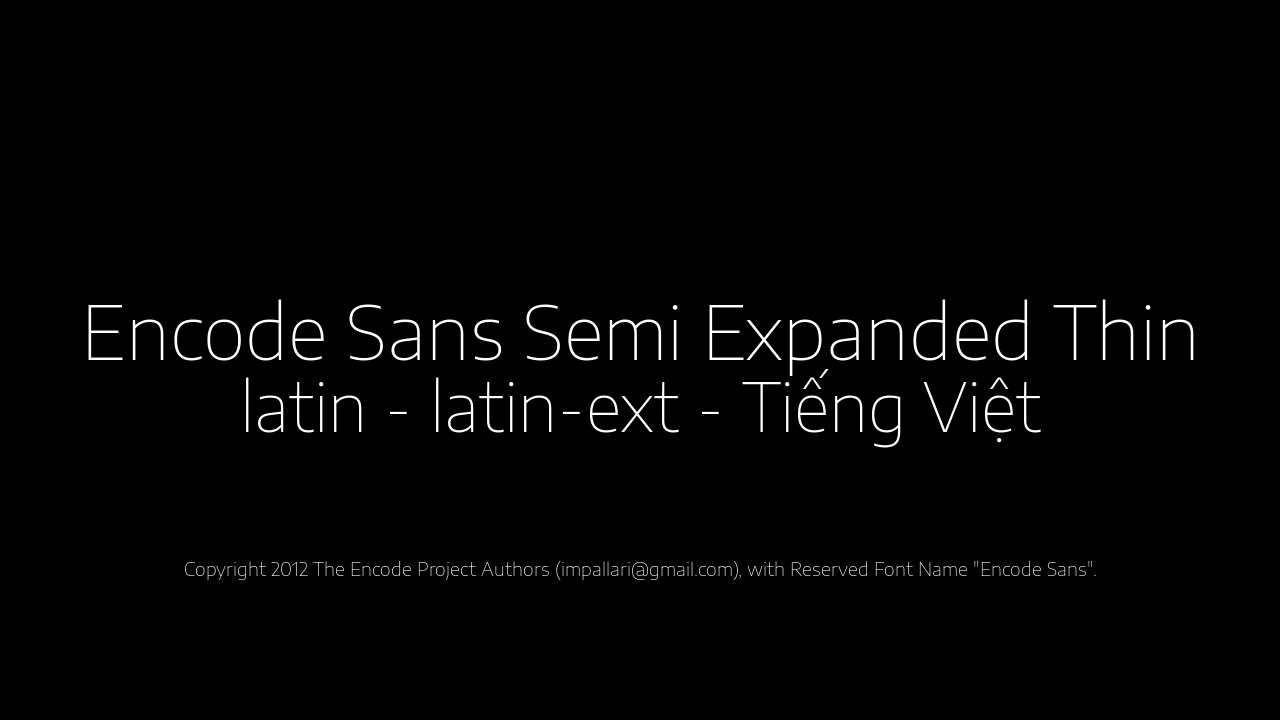 Encode Sans Semi Expanded Thin
latin - latin-ext - Tiếng Việt
Copyright 2012 The Encode Project Authors (impallari@gmail.com), with Reserved Font Name "Encode Sans".